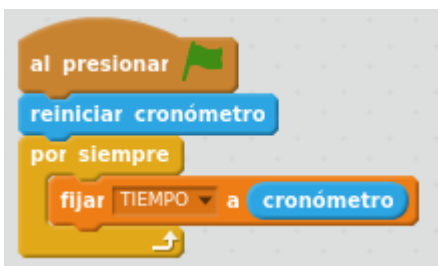 al presionar
reiniciar cronómetro
por siempre
fijar TIEMPO a cronómetro